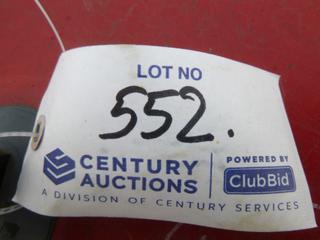 LOT NO
552.
CENTURY
AUCTIONS
POWERED BY
ClubBid
A DIVISION OF CENTURY SERVICES